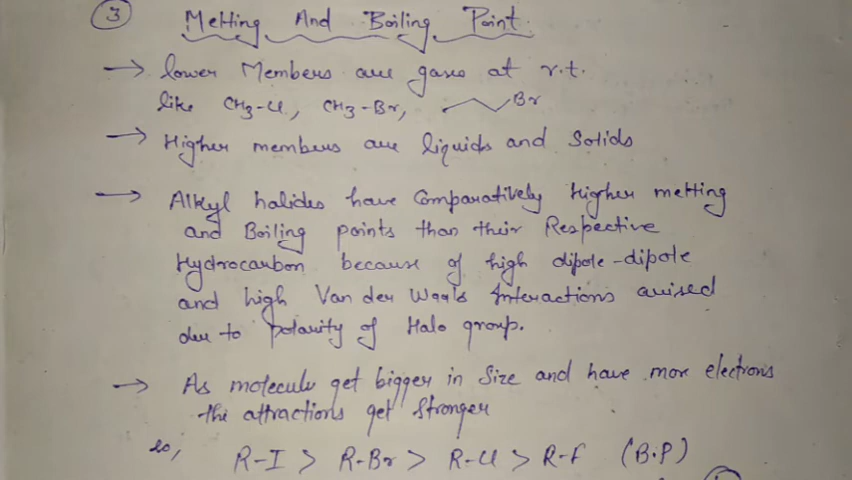 ③ Melting And Boiling Point
→ lower Members are gases at r.t.
like CH3-Cl, CH3-Br, Br
→ Higher members are liquids and Solids
→ Alkyl halides have Comparatively higher melting
and Boiling points than their Respective
Hydrocarbon because of high dipole-dipole
and high Van der Waals Interactions arised
due to polarity of Halo group.
→ As molecule get bigger in Size and have more electrons
the attractions get Stronger
so, R-I > R-Br > R-Cl > R-F (B.P)